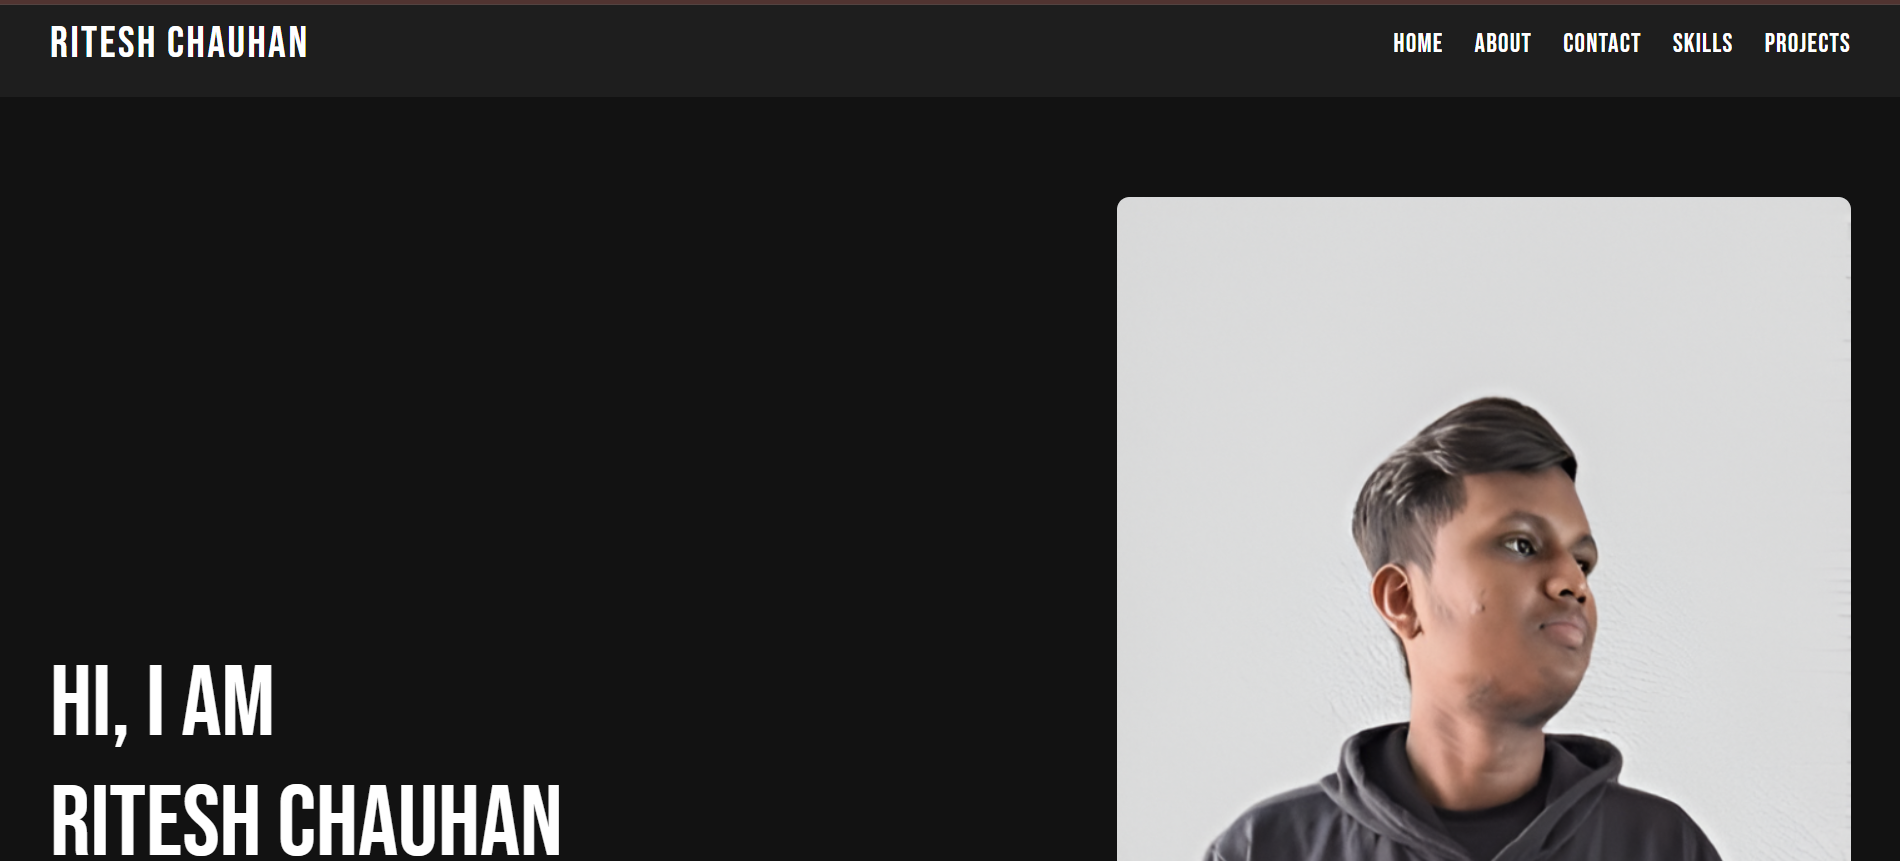 RITESH CHAUHAN
HOME ABOUT CONTACT SKILLS PROJECTS
HI, I AM
RITESH CHAUHAN